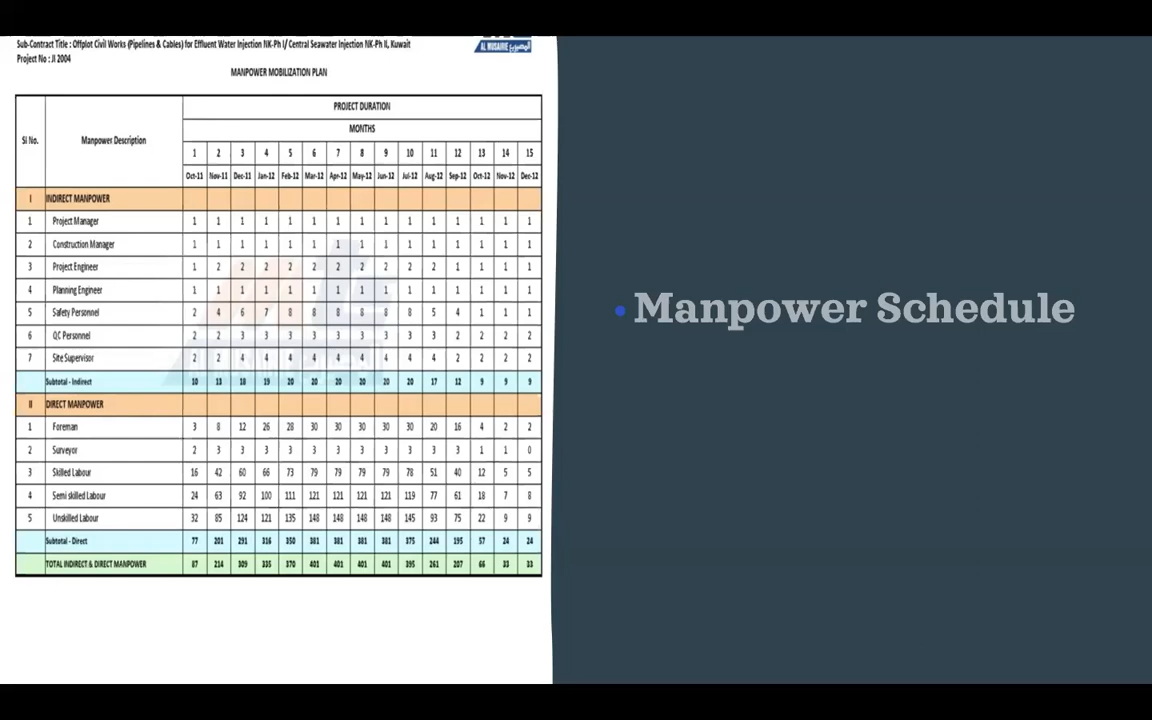 Sub-Contract Title : Offplot Civil Works (Pipelines & Cables) for Effluent Water Injection NK-Ph I/ Central Seawater Injection NK-Ph II, Kuwait
AL MUSAIRIE المصيريع
Project No : JI 2004
MANPOWER MOBILIZATION PLAN
PROJECT DURATION
MONTHS
Sl No. Manpower Description 1 2 3 4 5 6 7 8 9 10 11 12 13 14 15
Oct-11 Nov-11 Dec-11 Jan-12 Feb-12 Mar-12 Apr-12 May-12 Jun-12 Jul-12 Aug-12 Sep-12 Oct-12 Nov-12 Dec-12
I INDIRECT MANPOWER
1 Project Manager 1 1 1 1 1 1 1 1 1 1 1 1 1 1 1
2 Construction Manager 1 1 1 1 1 1 1 1 1 1 1 1 1 1 1
3 Project Engineer 1 2 2 2 2 2 2 2 2 2 2 1 1 1 1
4 Planning Engineer 1 1 1 1 1 1 1 1 1 1 1 1 1 1 1
5 Safety Personnel 2 4 6 7 8 8 8 8 8 8 5 4 1 1 1
6 QC Personnel 2 2 3 3 3 3 3 3 3 3 3 2 2 2 2
7 Site Supervisor 2 2 4 4 4 4 4 4 4 4 4 2 2 2 2
Subtotal - Indirect 10 13 18 19 20 20 20 20 20 20 17 12 9 9 9
II DIRECT MANPOWER
1 Foreman 3 8 12 26 28 30 30 30 30 30 20 16 4 2 2
2 Surveyor 2 3 3 3 3 3 3 3 3 3 3 3 1 1 0
3 Skilled Labour 16 42 60 66 73 79 79 79 79 78 51 40 12 5 5
4 Semi skilled Labour 24 63 92 100 111 121 121 121 121 119 77 61 18 7 8
5 Unskilled Labour 32 85 124 121 135 148 148 148 148 145 93 75 22 9 9
Subtotal - Direct 77 201 291 316 350 381 381 381 381 375 244 195 57 24 24
TOTAL INDIRECT & DIRECT MANPOWER 87 214 309 335 370 401 401 401 401 395 261 207 66 33 33
• Manpower Schedule